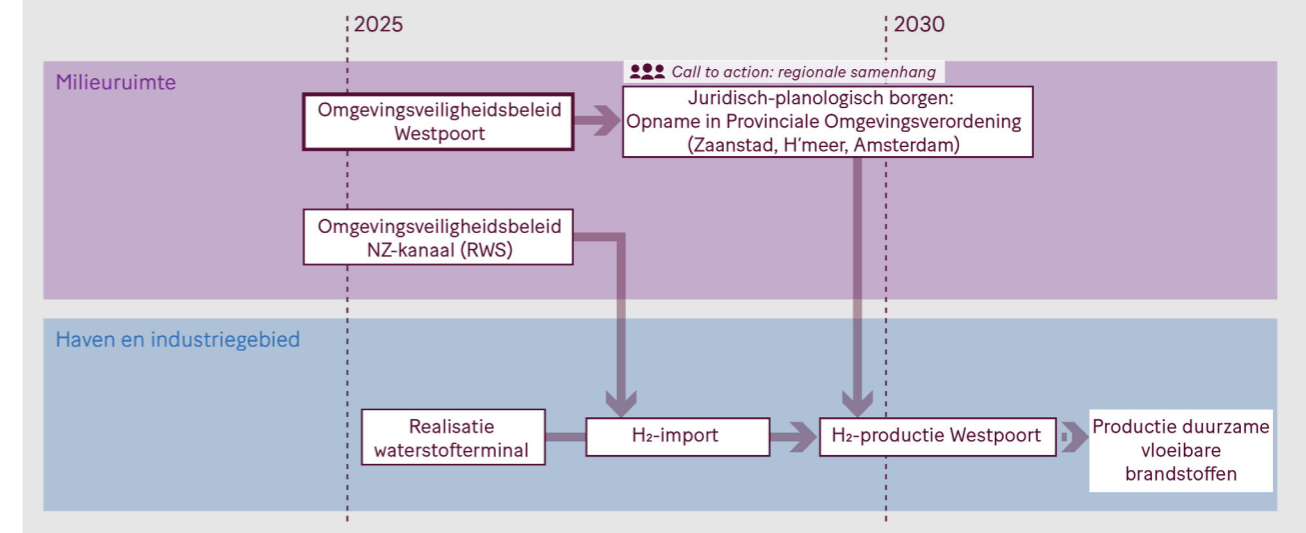 2025
2030
Milieuruimte
Call to action: regionale samenhang
Omgevingsveiligheidsbeleid
Westpoort
Juridisch-planologisch borgen:
Opname in Provinciale Omgevingsverordening
(Zaanstad, H'meer, Amsterdam)
Omgevingsveiligheidsbeleid
NZ-kanaal (RWS)
Haven en industriegebied
Realisatie
waterstofterminal
H₂-import
H₂-productie Westpoort
Productie duurzame
vloeibare
brandstoffen